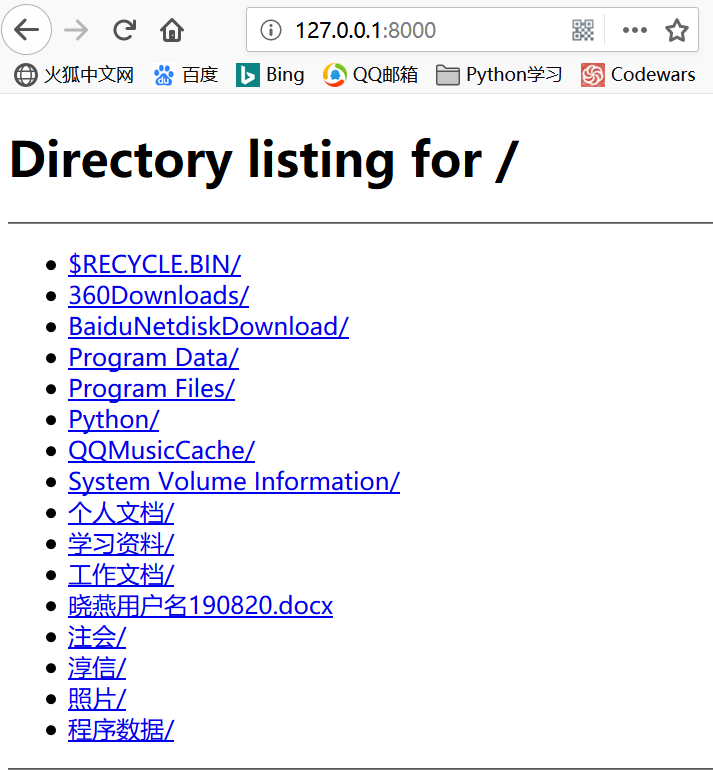 127.0.0.1:8000
火狐中文网 百度 Bing QQ邮箱 Python学习 Codewars
Directory listing for /
$RECYCLE.BIN/
360Downloads/
BaiduNetdiskDownload/
Program Data/
Program Files/
Python/
QQMusicCache/
System Volume Information/
个人文档/
学习资料/
工作文档/
晓燕用户名190820.docx
注会/
淳信/
照片/
程序数据/